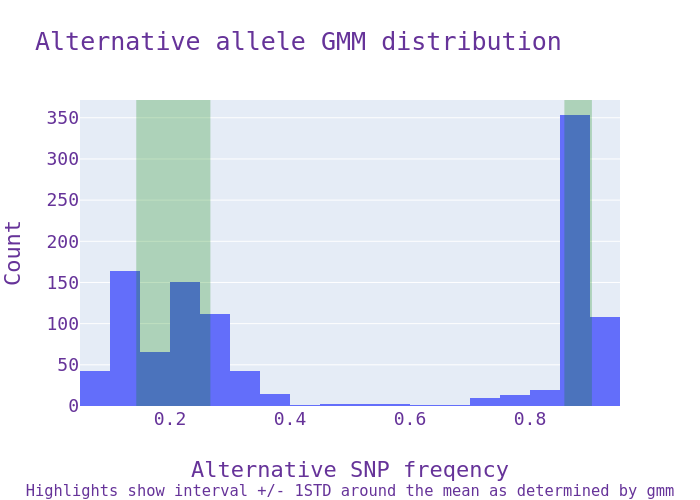 Alternative allele GMM distribution
350
300
250
200
150
100
50
0
Count
0.2 0.4 0.6 0.8
Alternative SNP freqency
Highlights show interval +/- 1STD around the mean as determined by gmm